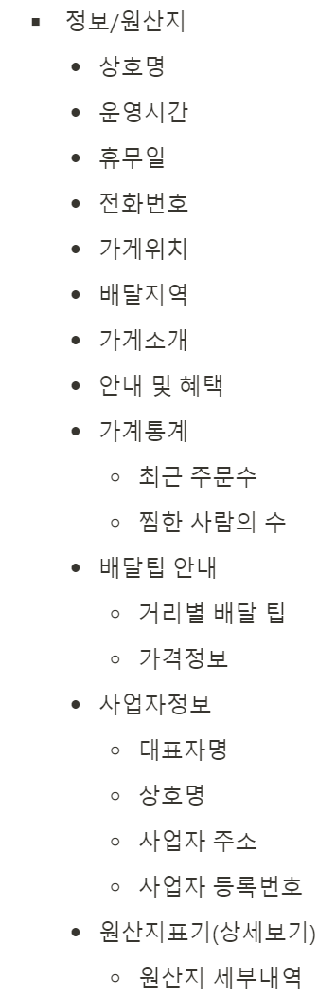 정보/원산지
상호명
운영시간
휴무일
전화번호
가게위치
배달지역
가게소개
안내 및 혜택
가계통계
최근 주문수
찜한 사람의 수
배달팁 안내
거리별 배달 팁
가격정보
사업자정보
대표자명
상호명
사업자 주소
사업자 등록번호
원산지표기(상세보기)
원산지 세부내역